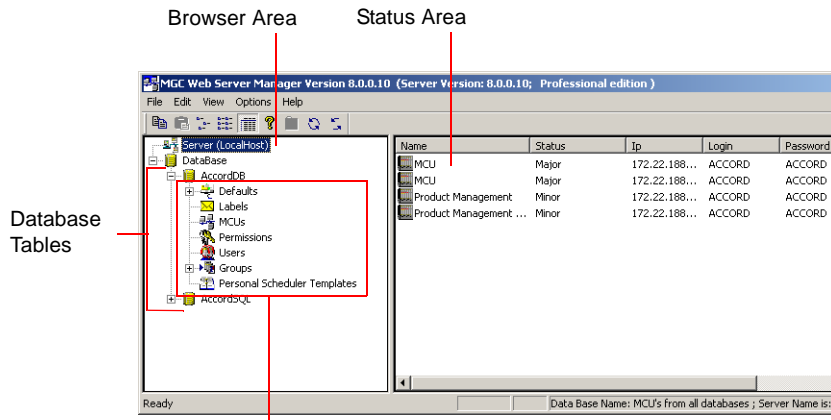 Browser Area
Status Area
MGC Web Server Manager Version 8.0.0.10 (Server Version: 8.0.0.10; Professional edition )
File Edit View Options Help
Server (LocalHost)
DataBase
AccordDB
Defaults
Labels
MCUs
Permissions
Users
Groups
Personal Scheduler Templates
AccordSQL
Database
Tables
Name Status Ip Login Password
MCU Major 172.22.188... ACCORD ACCORD
MCU Major 172.22.188... ACCORD ACCORD
Product Management Minor 172.22.188... ACCORD ACCORD
Product Management ... Minor 172.22.188... ACCORD ACCORD
Ready
Data Base Name: MCU's from all databases ; Server Name is: